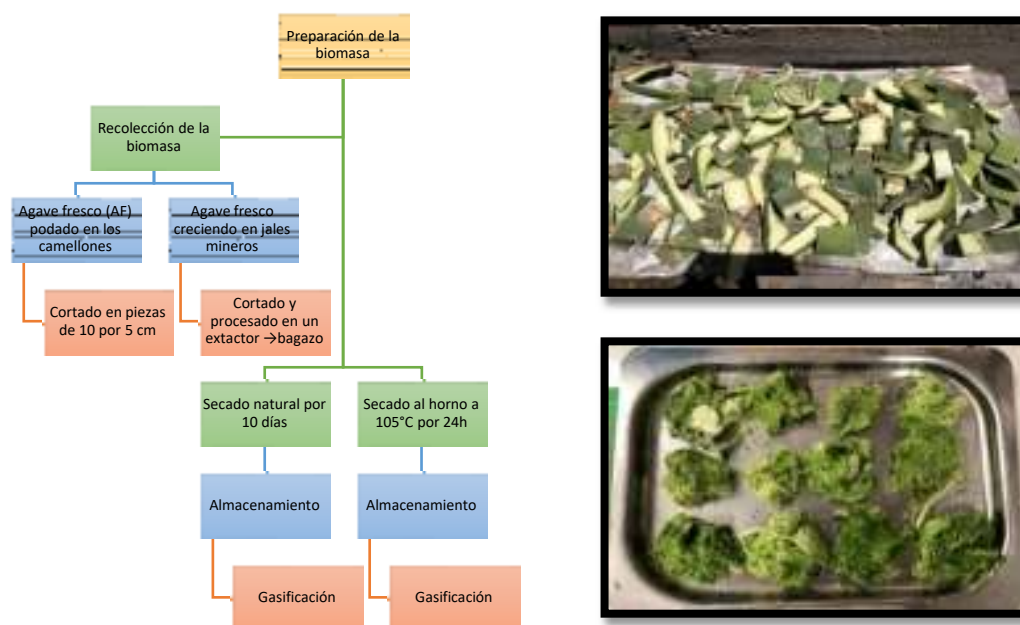 Preparación de la
biomasa
Recolección de la
biomasa
Agave fresco (AF)
podado en los
camellones
Agave fresco
creciendo en jales
mineros
Cortado en piezas
de 10 por 5 cm
Cortado y
procesado en un
extactor →bagazo
Secado natural por
10 días
Secado al horno a
105°C por 24h
Almacenamiento
Almacenamiento
Gasificación
Gasificación